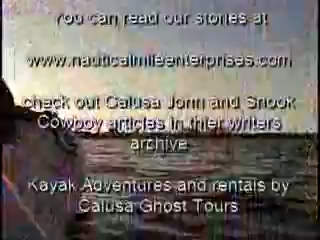 You can read our stories at
www.nauticalmileenterprises.com
check out Calusa John and Snook
Cowboy articles in thier writers
archive
Kayak Adventures and rentals by
Calusa Ghost Tours